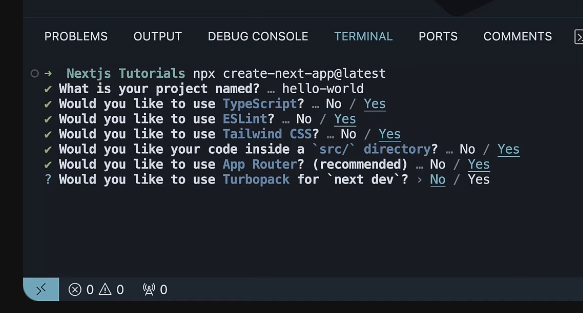 PROBLEMS OUTPUT DEBUG CONSOLE TERMINAL PORTS COMMENTS
→ Nextjs Tutorials npx create-next-app@latest
✔ What is your project named? … hello-world
✔ Would you like to use TypeScript? … No / Yes
✔ Would you like to use ESLint? … No / Yes
✔ Would you like to use Tailwind CSS? … No / Yes
✔ Would you like your code inside a `src/` directory? … No / Yes
✔ Would you like to use App Router? (recommended) … No / Yes
? Would you like to use Turbopack for `next dev`? › No / Yes
0 0 0